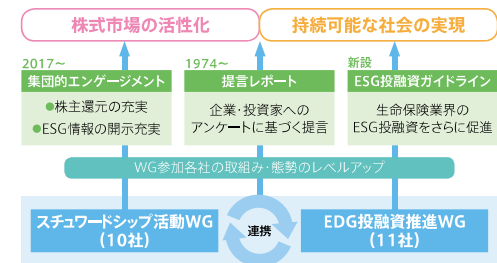 株式市場の活性化
持続可能な社会の実現
2017～
集団的エンゲージメント
●株主還元の充実
●ESG情報の開示充実
1974～
提言レポート
企業・投資家への
アンケートに基づく提言
新設
ESG投融資ガイドライン
生命保険業界の
ESG投融資をさらに促進
WG参加各社の取組み・態勢のレベルアップ
スチュワードシップ活動WG
(10社)
連携
EDG投融資推進WG
(11社)